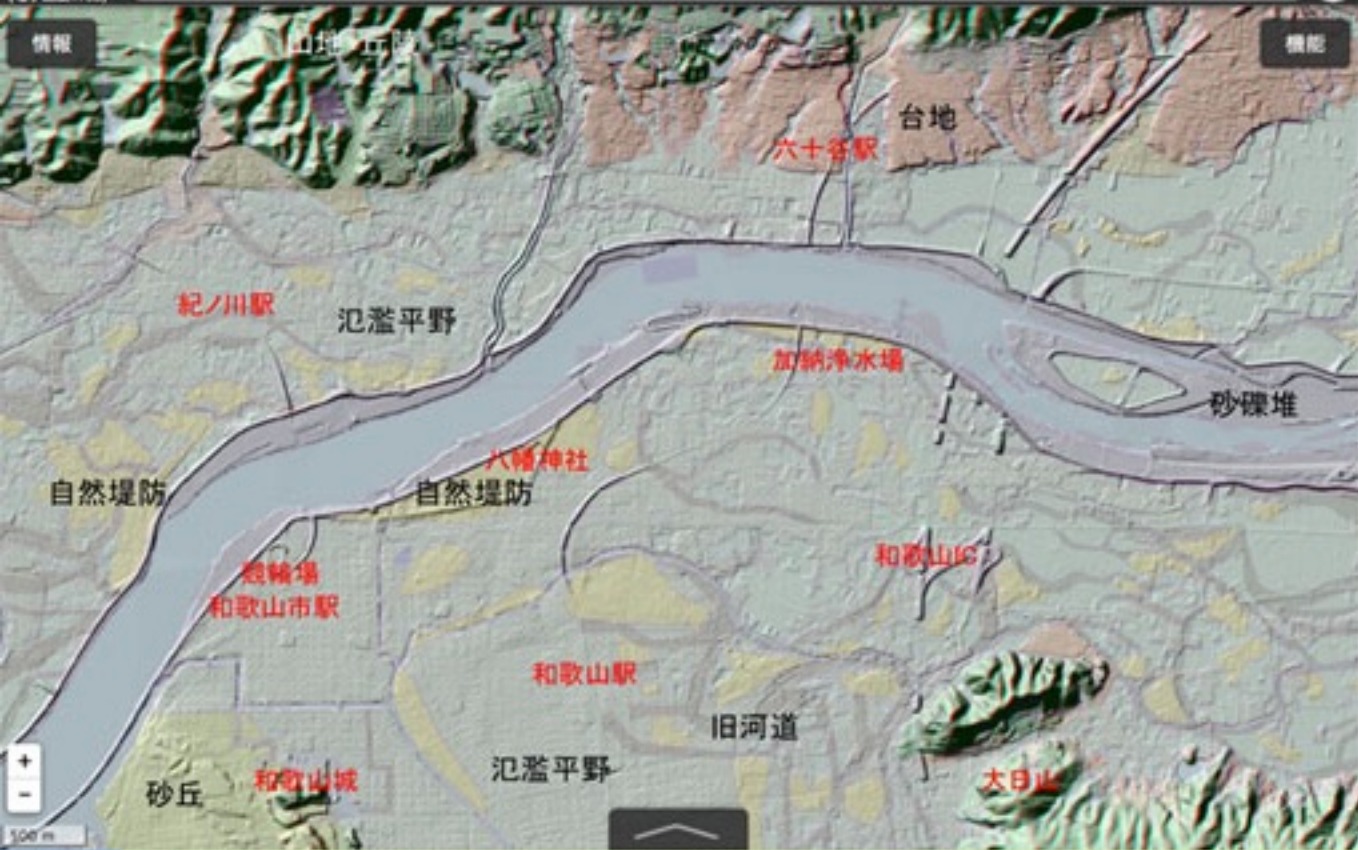 情報
山地・丘陵
機能
台地
六十谷駅
紀ノ川駅
氾濫平野
加納浄水場
砂礫堆
八幡神社
自然堤防
自然堤防
和歌山IC
競輪場
和歌山市駅
和歌山駅
旧河道
氾濫平野
大日山
和歌山城
砂丘
+
−
500 m